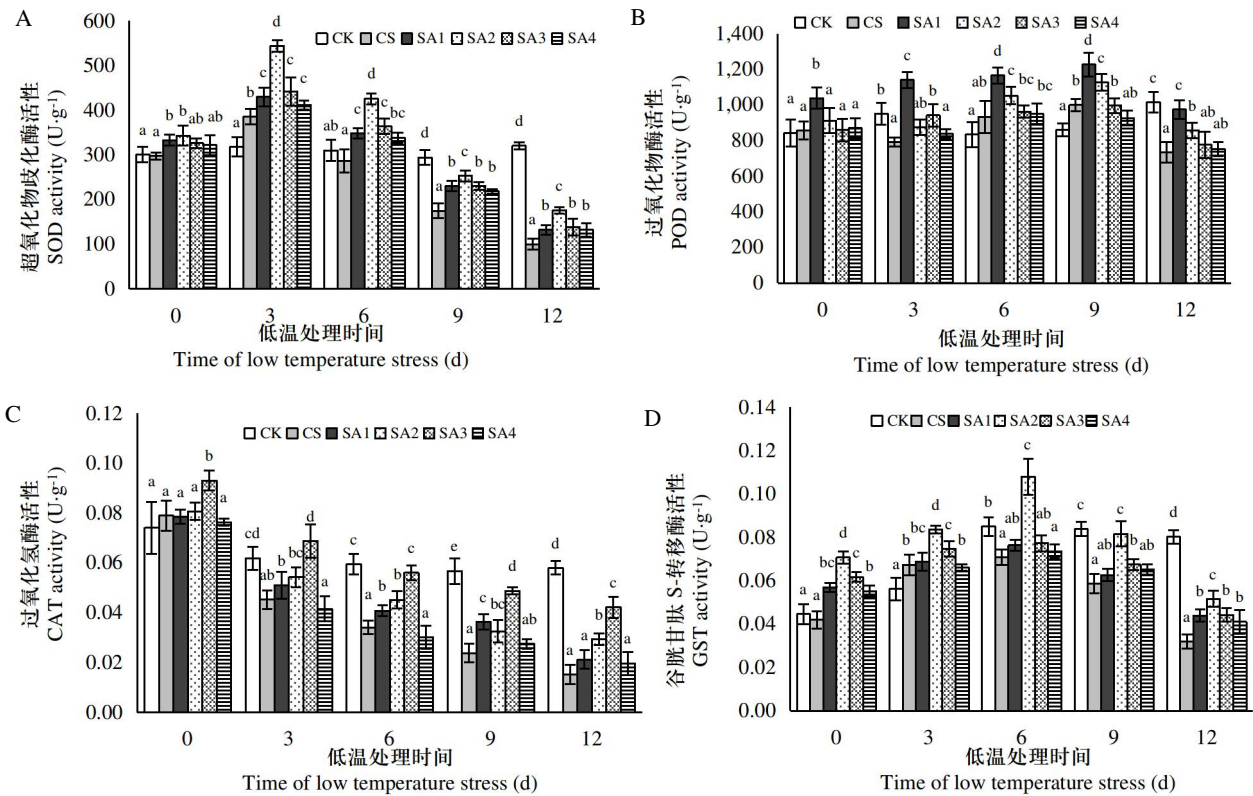 A
600
500
400
300
200
100
0
超氧化物歧化酶活性
SOD activity (U·g-1)
CK CS SA1 SA2 SA3 SA4
a a b b ab ab
a b c d c c
ab a c d c bc
d a b c b b
d a b c b b
0 3 6 9 12
低温处理时间
Time of low temperature stress (d)
B
1,400
1,200
1,000
800
600
400
200
0
过氧化物酶活性
POD activity (U·g-1)
CK CS SA1 SA2 SA3 SA4
a a b a a a
b a c ab b a
a ab d c bc bc
a b d c b ab
c a c b ab ab
0 3 6 9 12
低温处理时间
Time of low temperature stress (d)
C
0.12
0.10
0.08
0.06
0.04
0.02
0.00
过氧化氢酶活性
CAT activity (U·g-1)
CK CS SA1 SA2 SA3 SA4
a a a a b a
cd ab b bc d a
c a b b c a
e a c bc d ab
d a a b c a
0 3 6 9 12
低温处理时间
Time of low temperature stress (d)
D
0.14
0.12
0.10
0.08
0.06
0.04
0.02
0.00
谷胱甘肽 S-转移酶活性
GST activity (U·g-1)
CK CS SA1 SA2 SA3 SA4
a a bc d c b
a b bc d c b
b a ab c ab a
c a ab c b ab
d a b c b b
0 3 6 9 12
低温处理时间
Time of low temperature stress (d)